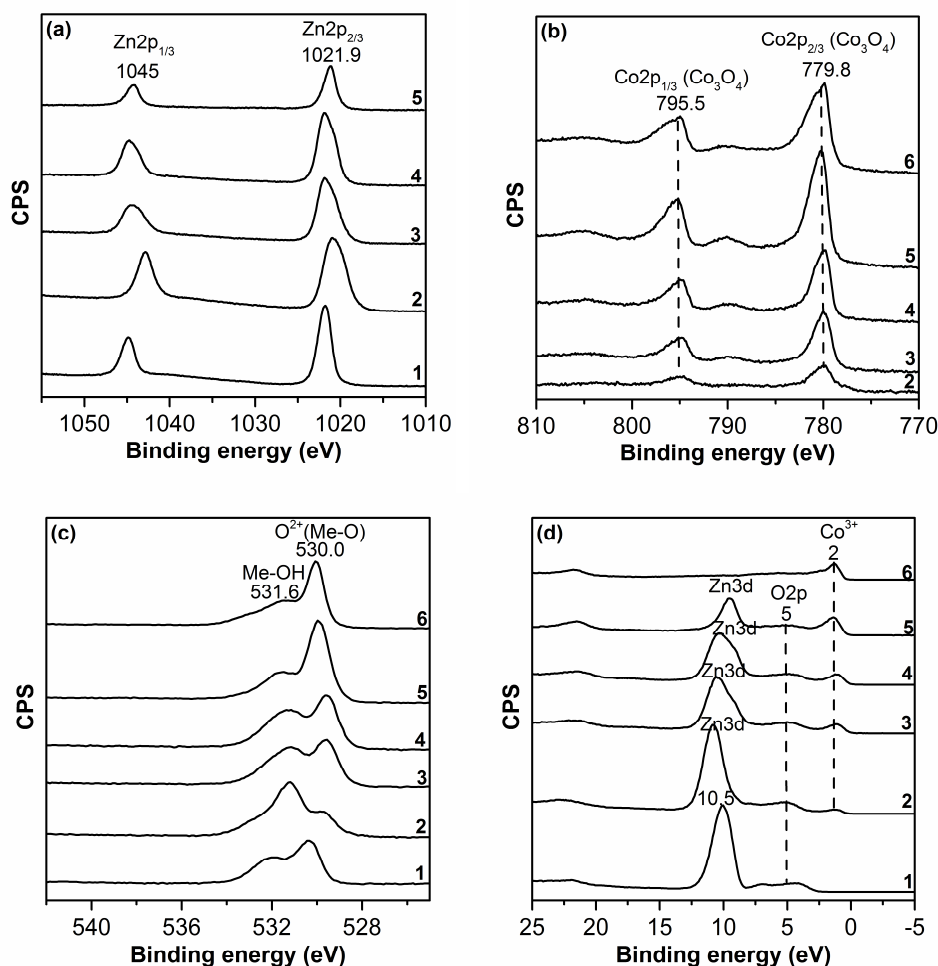 (a)
Zn2p1/3
1045
Zn2p2/3
1021.9
5
4
3
2
1
CPS
1050 1040 1030 1020 1010
Binding energy (eV)
(b)
Co2p2/3 (Co3O4)
779.8
Co2p1/3 (Co3O4)
795.5
6
5
4
3
2
CPS
810 800 790 780 770
Binding energy (eV)
(c)
O2+(Me-O)
530.0
Me-OH
531.6
6
5
4
3
2
1
CPS
540 536 531 528
Binding energy (eV)
(d)
Co3+
2
6
Zn3d
O2p
5
5
Zn3d
4
Zn3d
3
Zn3d
10,5
2
1
CPS
25 20 15 10 5 0 -5
Binding energy (eV)